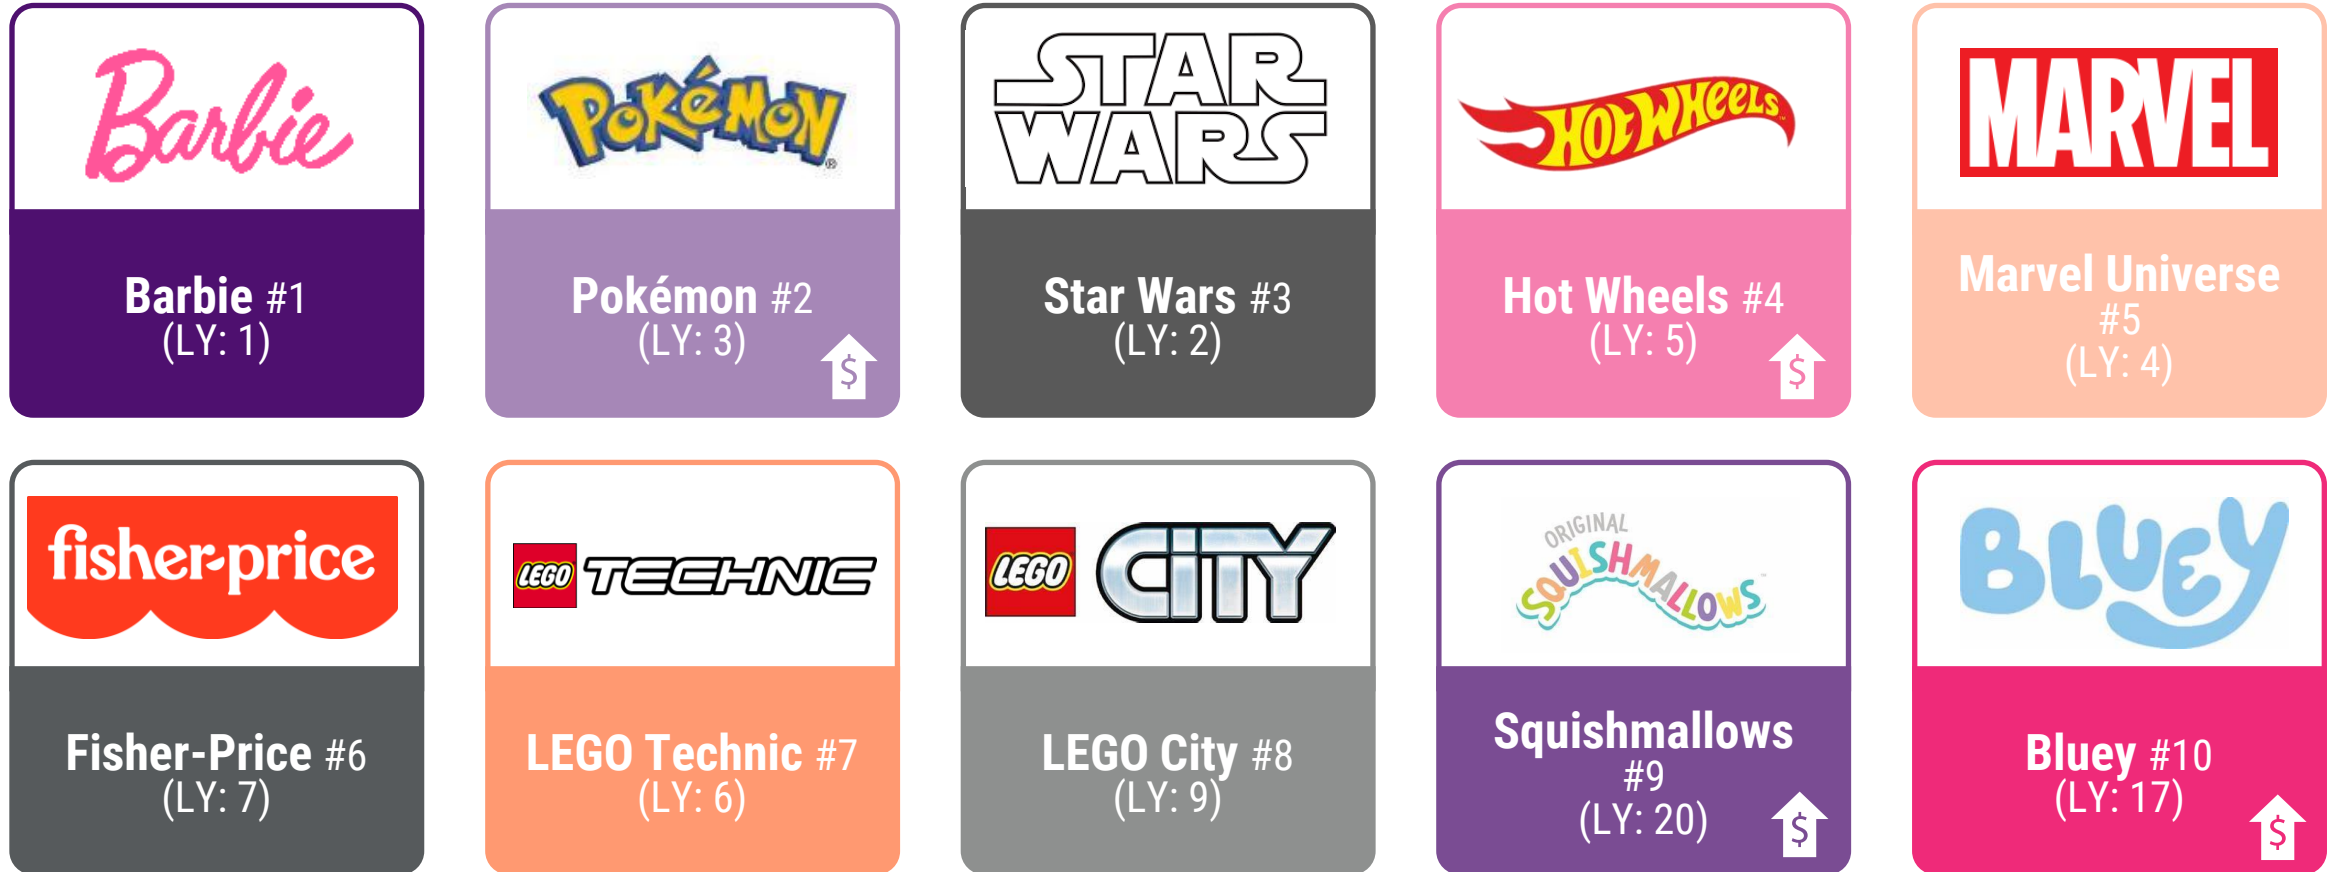 Barbie
POKéMON
®
STAR
WARS
HOT WHEELS
MARVEL
Barbie #1
(LY: 1)
Pokémon #2
(LY: 3)
$
Star Wars #3
(LY: 2)
Hot Wheels #4
(LY: 5)
$
Marvel Universe
#5
(LY: 4)
fisher-price
LEGO TECHNIC
LEGO CITY
ORIGINAL
SQUISHMALLOWS
BLUEY
Fisher-Price #6
(LY: 7)
LEGO Technic #7
(LY: 6)
LEGO City #8
(LY: 9)
Squishmallows
#9
(LY: 20)
$
Bluey #10
(LY: 17)
$